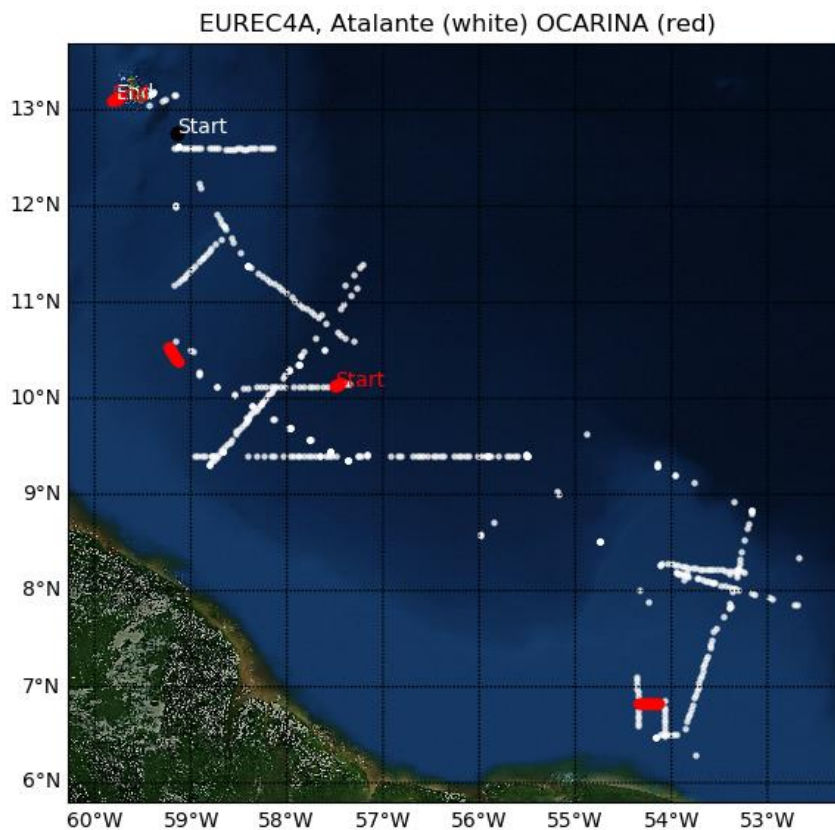 EUREC4A, Atalante (white) OCARINA (red)
13°N
End
Start
12°N
11°N
10°N
Start
9°N
8°N
7°N
6°N
60°W 59°W 58°W 57°W 56°W 55°W 54°W 53°W